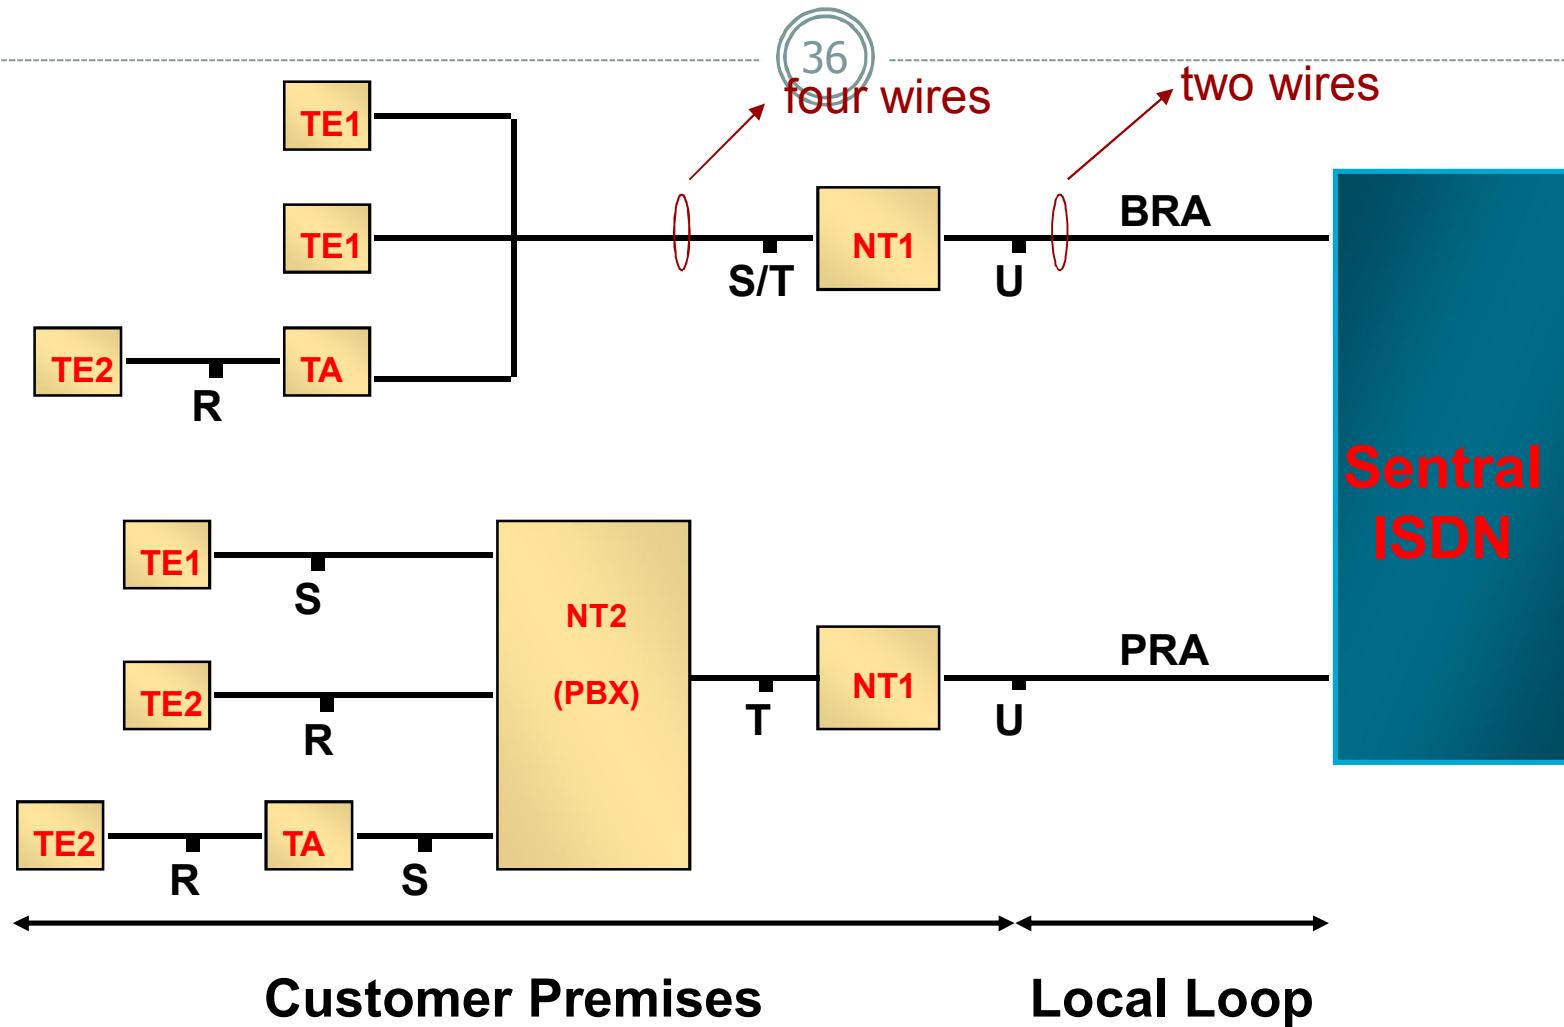 36
four wires
two wires
TE1
TE1
NT1
BRA
S/T
U
TE2
TA
R
Sentral
ISDN
TE1
S
NT2
(PBX)
TE2
R
T
NT1
U
PRA
TE2
TA
R
S
Customer Premises
Local Loop